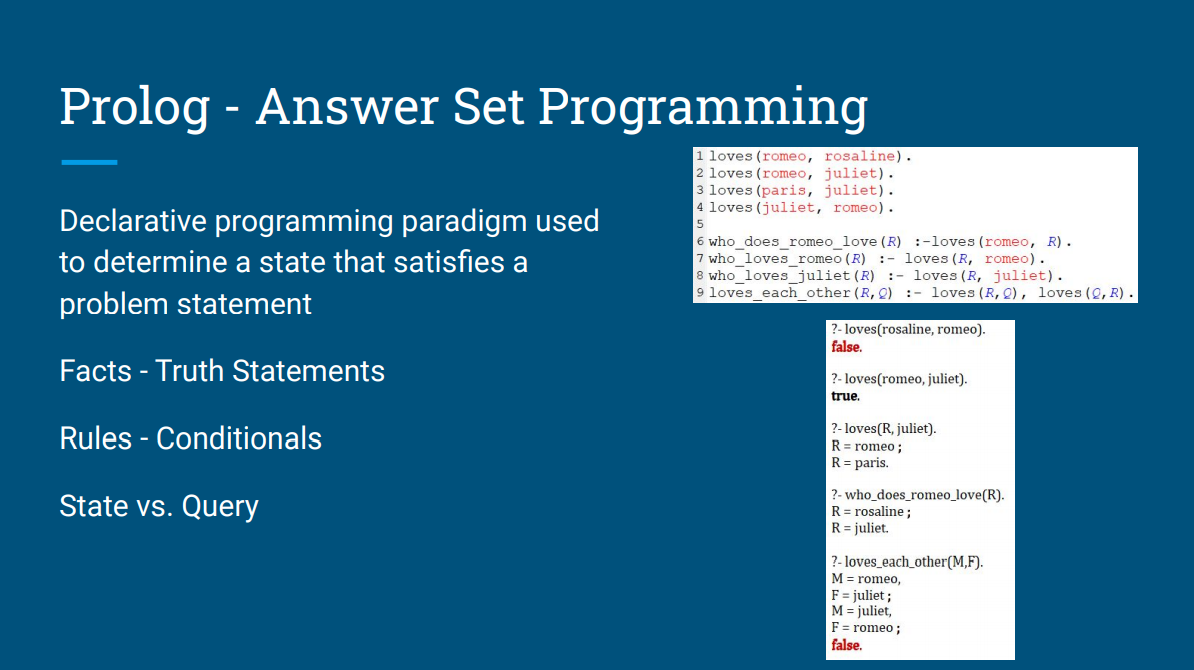 Prolog - Answer Set Programming
Declarative programming paradigm used
to determine a state that satisfies a
problem statement
Facts - Truth Statements
Rules - Conditionals
State vs. Query
1 loves(romeo, rosaline).
2 loves(romeo, juliet).
3 loves(paris, juliet).
4 loves(juliet, romeo).
5
6 who_does_romeo_love(R) :-loves(romeo, R).
7 who_loves_romeo(R) :- loves(R, romeo).
8 who_loves_juliet(R) :- loves(R, juliet).
9 loves_each_other(R,Q) :- loves(R,Q), loves(Q,R).
?- loves(rosaline, romeo).
false.
?- loves(romeo, juliet).
true.
?- loves(R, juliet).
R = romeo ;
R = paris.
?- who_does_romeo_love(R).
R = rosaline ;
R = juliet.
?- loves_each_other(M,F).
M = romeo,
F = juliet ;
M = juliet,
F = romeo ;
false.